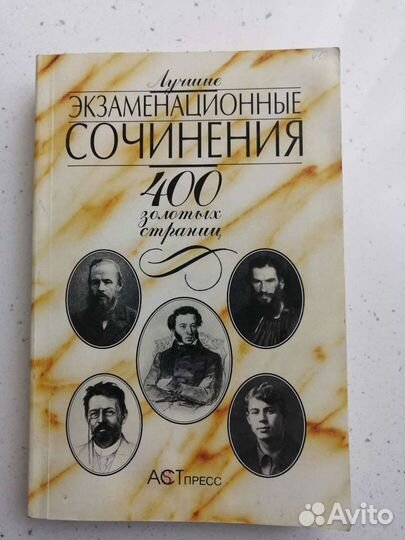 Лучшие
ЭКЗАМЕНАЦИОННЫЕ
СОЧИНЕНИЯ
400
золотых
страниц
АСТ ПРЕСС
Avito